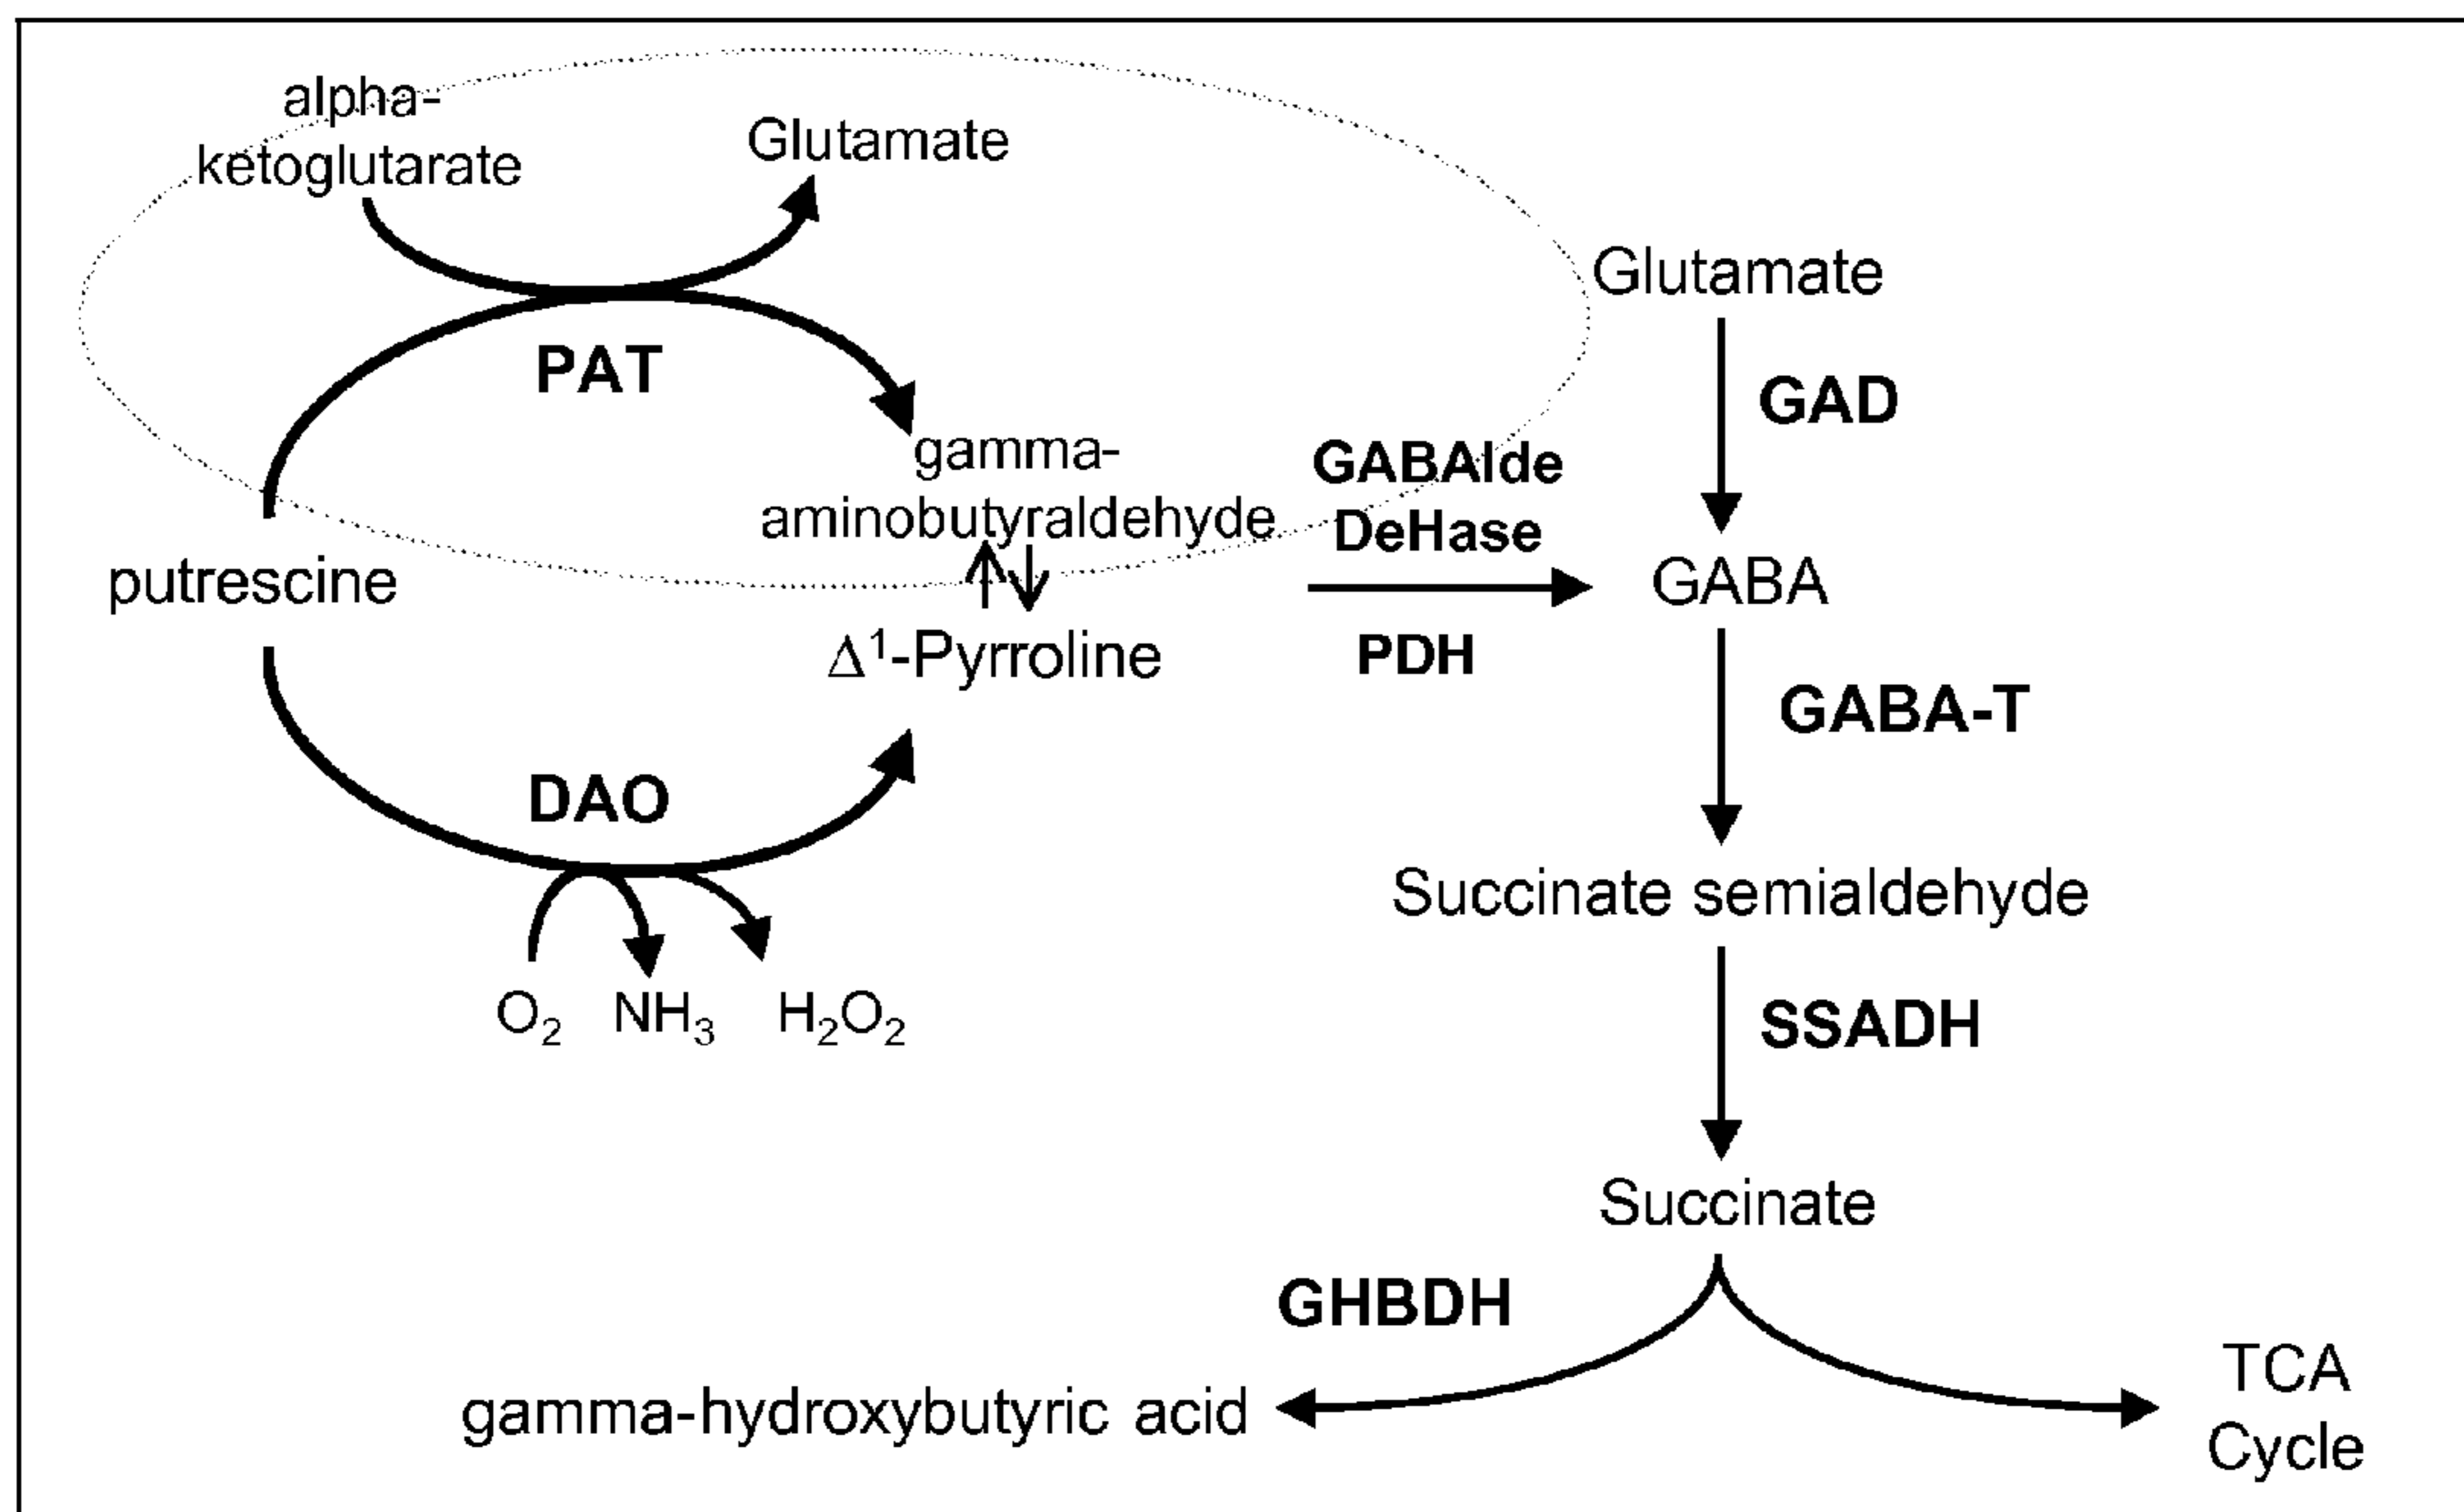 alpha-
ketoglutarate
Glutamate
PAT
gamma-
aminobutyraldehyde
putrescine
Δ¹-Pyrroline
DAO
O₂ NH₃ H₂O₂
GABAlde
DeHase
PDH
Glutamate
GAD
GABA
GABA-T
Succinate semialdehyde
SSADH
Succinate
GHBDH
gamma-hydroxybutyric acid
TCA
Cycle